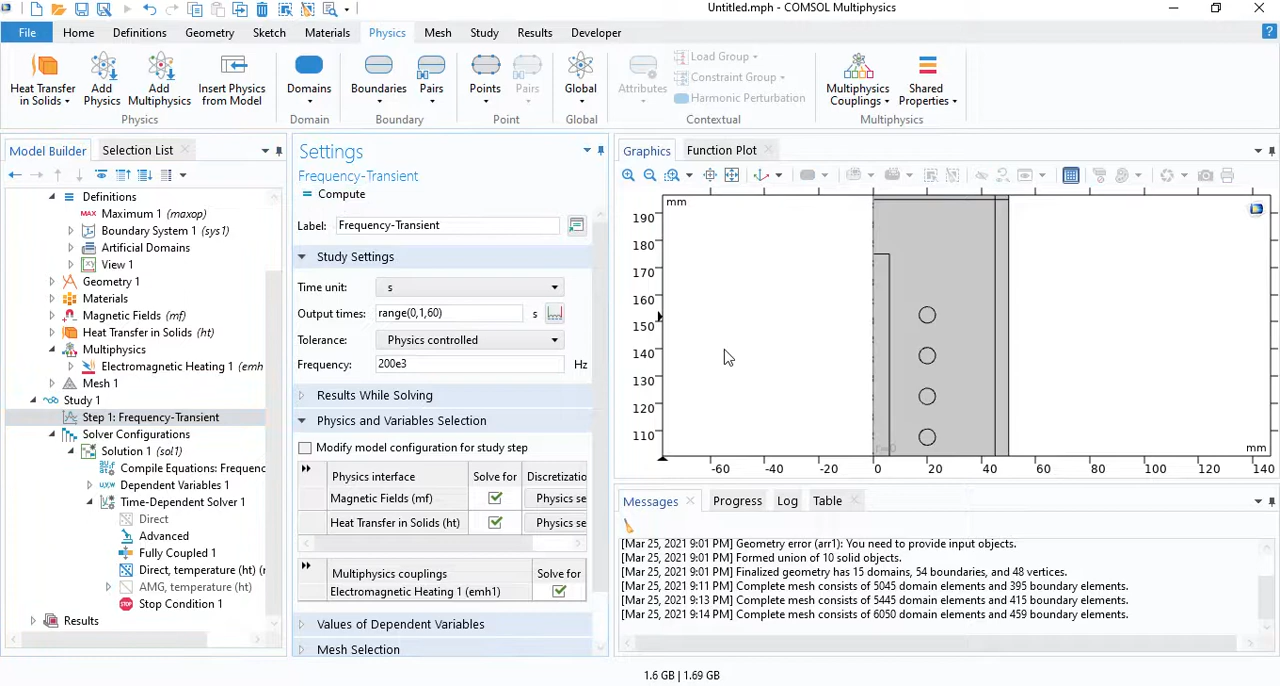 Untitled.mph - COMSOL Multiphysics
File Home Definitions Geometry Sketch Materials Physics Mesh Study Results Developer
Heat Transfer in Solids
Add Physics
Add Multiphysics
Insert Physics from Model
Physics
Domains
Domain
Boundaries
Pairs
Boundary
Points
Pairs
Point
Global
Global
Attributes
Load Group
Constraint Group
Harmonic Perturbation
Contextual
Multiphysics Couplings
Shared Properties
Multiphysics
Model Builder
Selection List
Definitions
MAX Maximum 1 (maxop)
Boundary System 1 (sys1)
Artificial Domains
View 1
Geometry 1
Materials
Magnetic Fields (mf)
Heat Transfer in Solids (ht)
Multiphysics
Electromagnetic Heating 1 (emh
Mesh 1
Study 1
Step 1: Frequency-Transient
Solver Configurations
Solution 1 (sol1)
Compile Equations: Frequenc
Dependent Variables 1
Time-Dependent Solver 1
Direct
Advanced
Fully Coupled 1
Direct, temperature (ht) (r
AMG, temperature (ht)
Stop Condition 1
Results
Settings
Frequency-Transient
= Compute
Label: Frequency-Transient
Study Settings
Time unit: s
Output times: range(0,1,60) s
Tolerance: Physics controlled
Frequency: 200e3 Hz
Results While Solving
Physics and Variables Selection
Modify model configuration for study step
Physics interface Solve for Discretizatio
Magnetic Fields (mf) Physics se
Heat Transfer in Solids (ht) Physics se
Multiphysics couplings Solve for
Electromagnetic Heating 1 (emh1)
Values of Dependent Variables
Mesh Selection
Graphics
Function Plot
mm
190
180
170
160
150
140
130
120
110
r=0
mm
-60 -40 -20 0 20 40 60 80 100 120 140
Messages
Progress
Log
Table
[Mar 25, 2021 9:01 PM] Geometry error (arr1): You need to provide input objects.
[Mar 25, 2021 9:01 PM] Formed union of 10 solid objects.
[Mar 25, 2021 9:01 PM] Finalized geometry has 15 domains, 54 boundaries, and 48 vertices.
[Mar 25, 2021 9:11 PM] Complete mesh consists of 5045 domain elements and 395 boundary elements.
[Mar 25, 2021 9:13 PM] Complete mesh consists of 5445 domain elements and 415 boundary elements.
[Mar 25, 2021 9:14 PM] Complete mesh consists of 6050 domain elements and 459 boundary elements.
1.6 GB | 1.69 GB